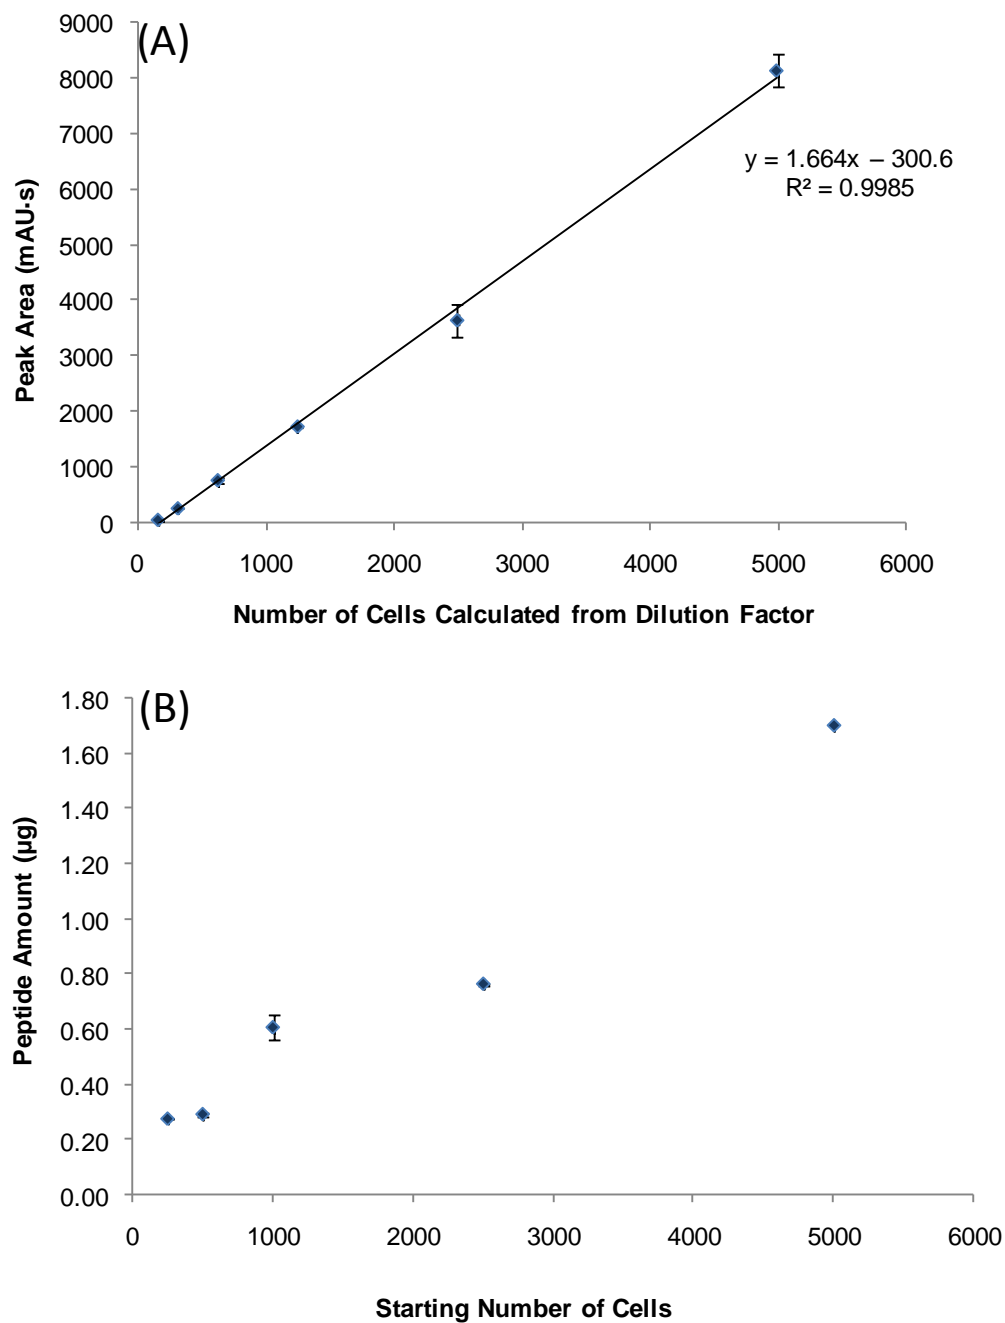 (A)
9000
8000
7000
6000
5000
4000
3000
2000
1000
0
Peak Area (mAU·s)
y = 1.664x – 300.6
R² = 0.9985
0 1000 2000 3000 4000 5000 6000
Number of Cells Calculated from Dilution Factor
(B)
1.80
1.60
1.40
1.20
1.00
0.80
0.60
0.40
0.20
0.00
Peptide Amount (µg)
0 1000 2000 3000 4000 5000 6000
Starting Number of Cells